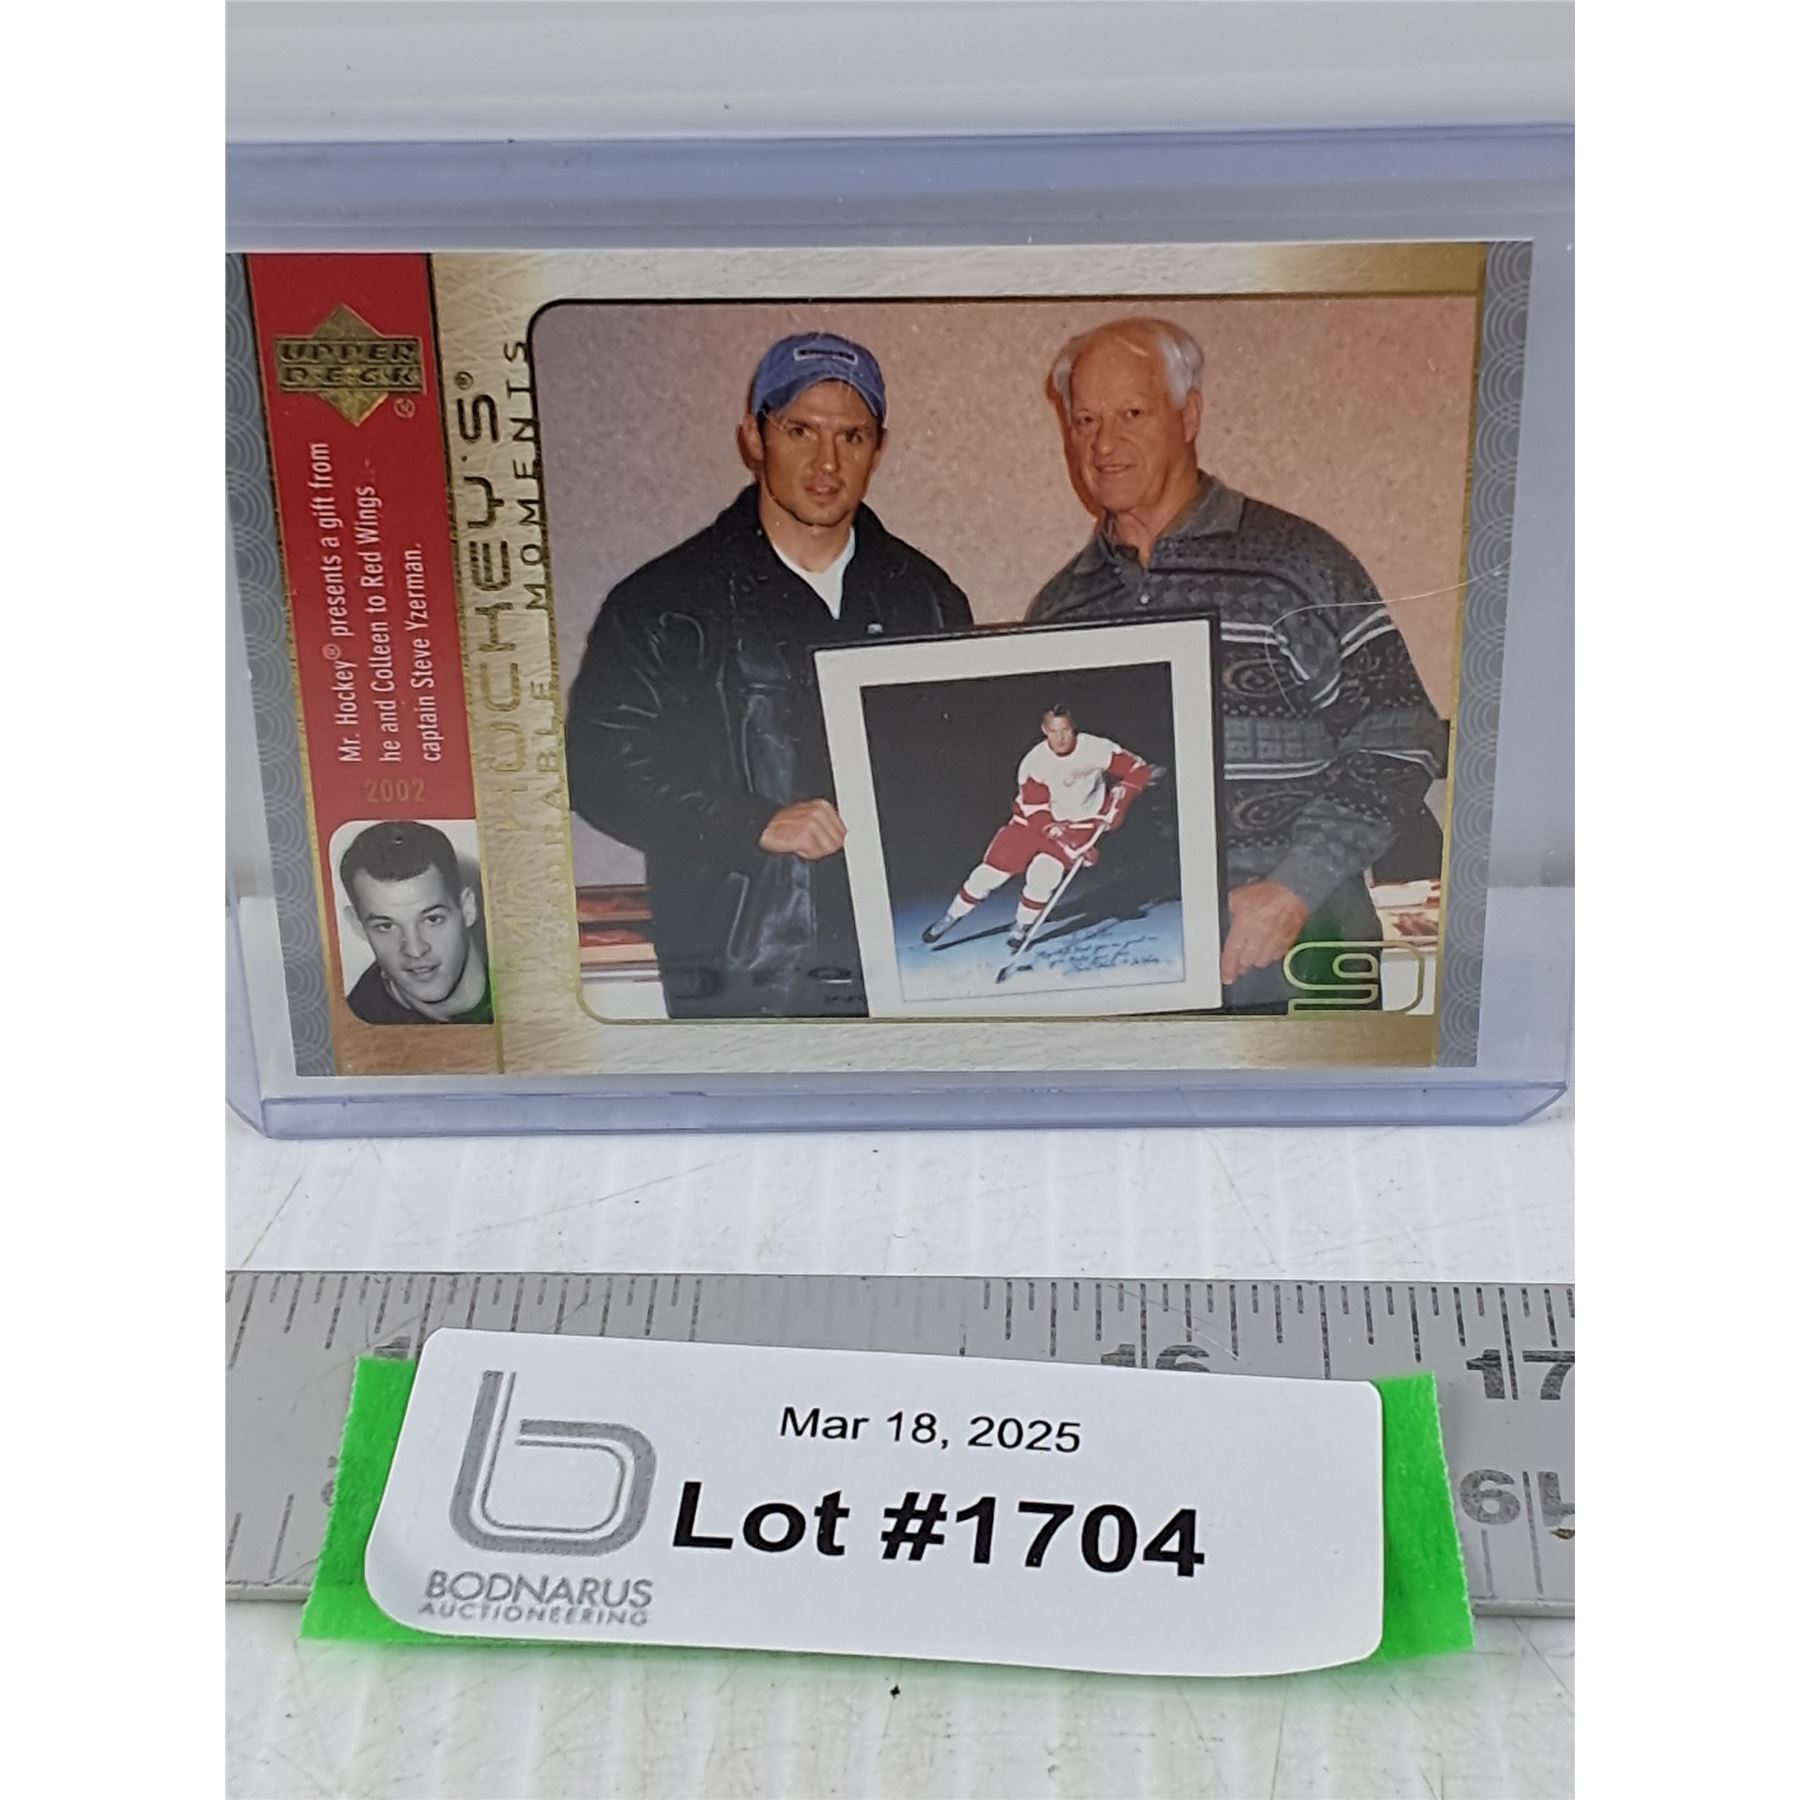 UPPER
DECK®
Mr. Hockey® presents a gift from
he and Colleen to Red Wings
captain Steve Yzerman.
2002
MR. HOCKEY'S®
MEMORABLE MOMENTS
16
17
Mar 18, 2025
Lot #1704
BODNARUS
AUCTIONEERING